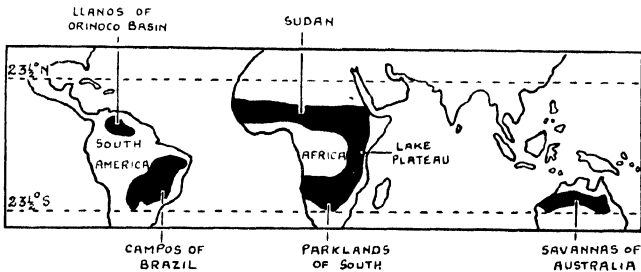 LLANOS OF
ORINOCO BASIN
SUDAN
23½°N
SOUTH
AMERICA
AFRICA
LAKE
PLATEAU
23½°S
CAMPOS OF
BRAZIL
PARKLANDS
OF SOUTH
SAVANNAS OF
AUSTRALIA